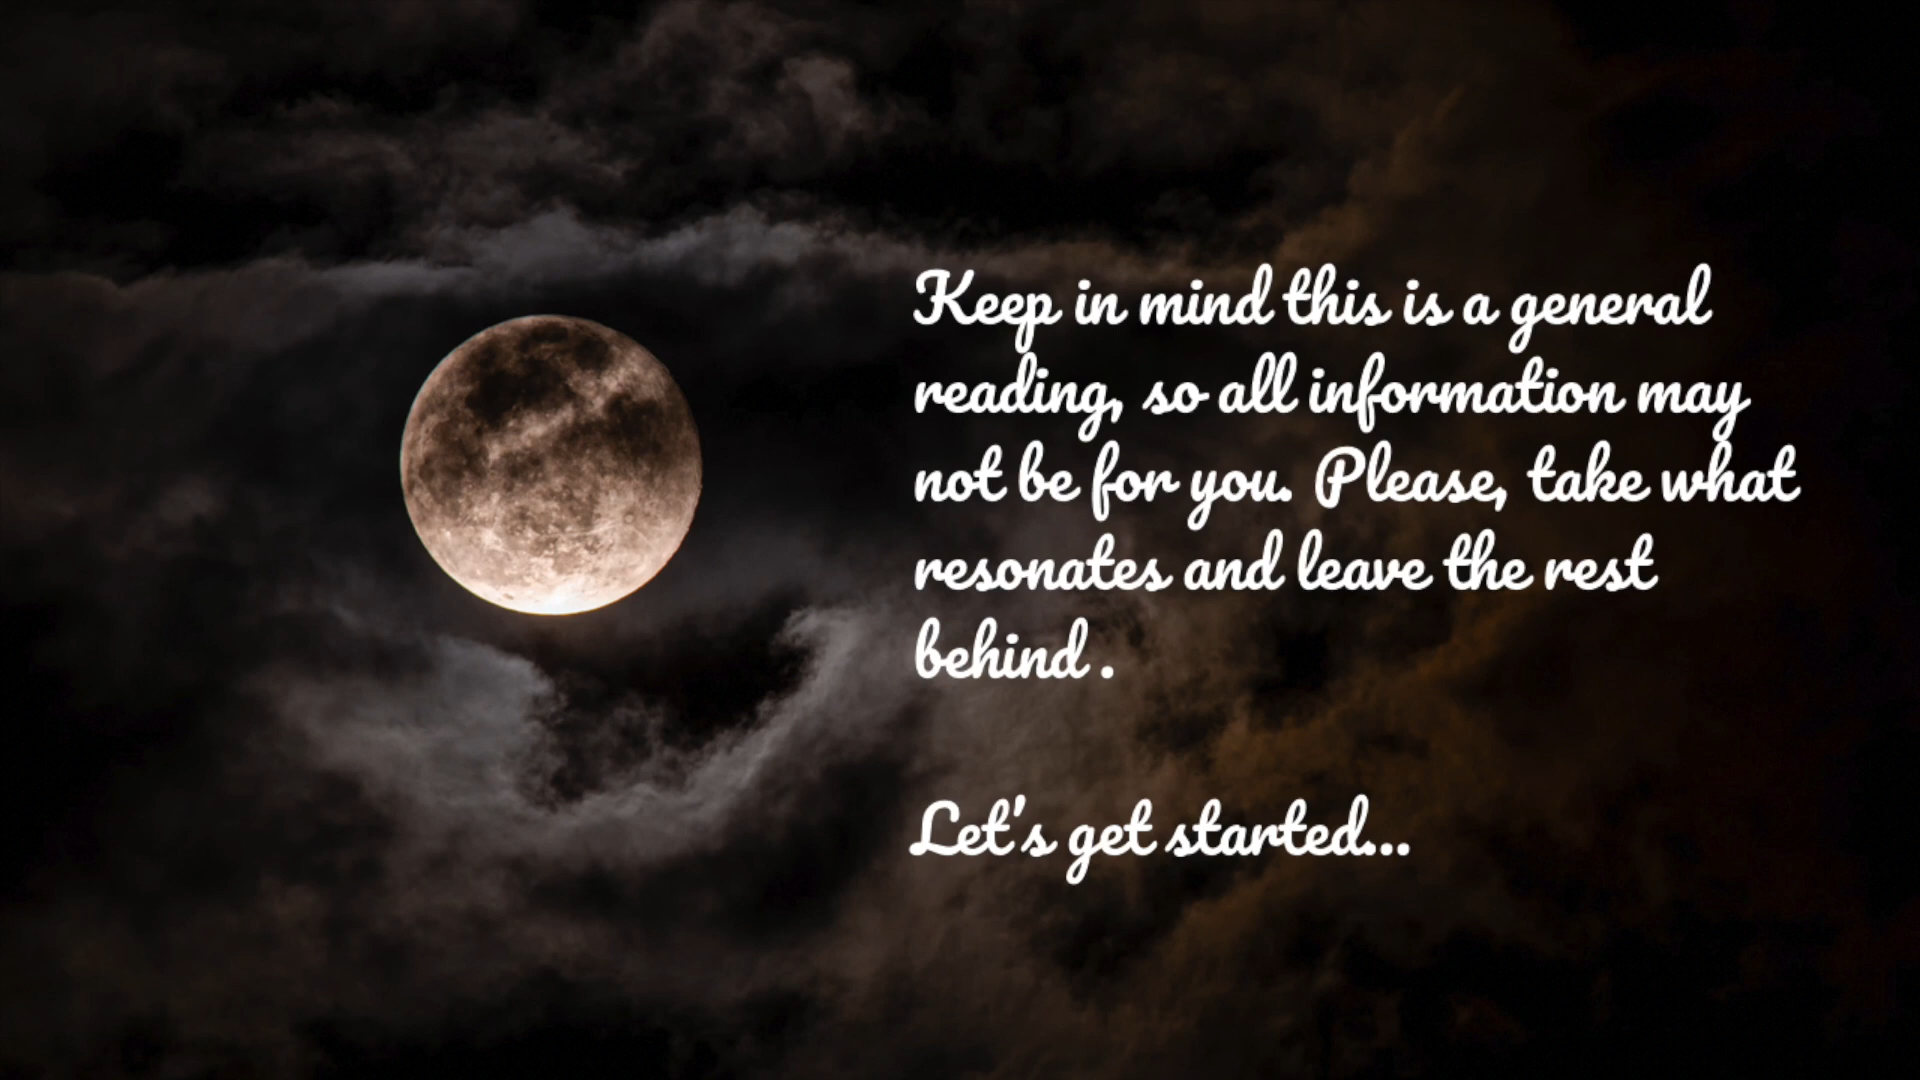 Keep in mind this is a general
reading, so all information may
not be for you. Please, take what
resonates and leave the rest
behind .
Let's get started...